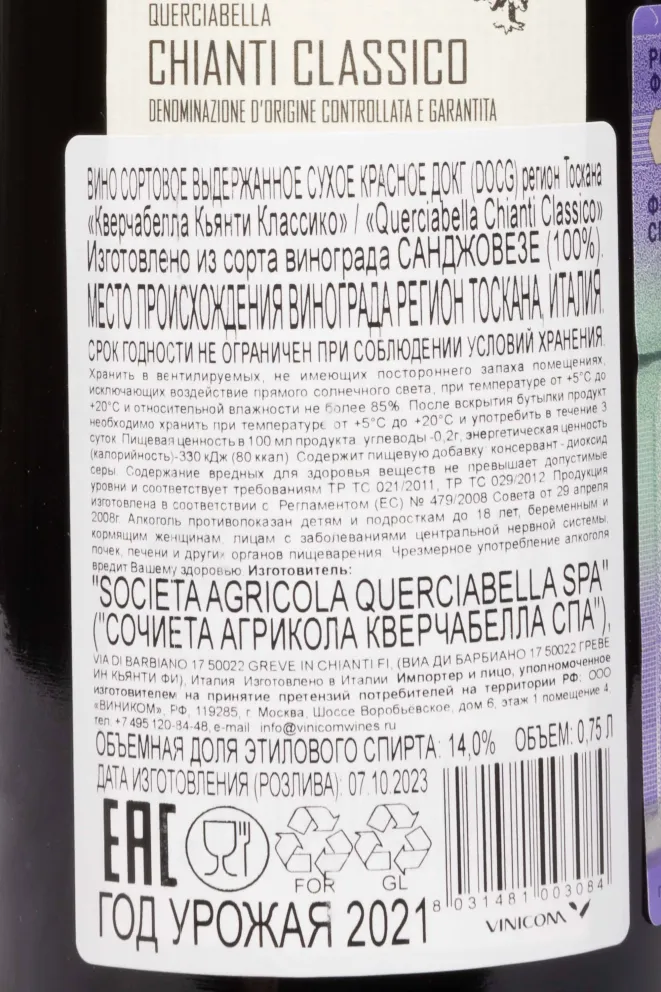 QUERCIABELLA
CHIANTI CLASSICO
DENOMINAZIONE D'ORIGINE CONTROLLATA E GARANTITA
ВИНО СОРТОВОЕ ВЫДЕРЖАННОЕ СУХОЕ КРАСНОЕ ДОКГ (DOCG) регион Тоскана
«Кверчабелла Кьянти Классико» / «Querciabella Chianti Classico»
Изготовлено из сорта винограда САНДЖОВЕЗЕ (100%).
МЕСТО ПРОИСХОЖДЕНИЯ ВИНОГРАДА РЕГИОН ТОСКАНА, ИТАЛИЯ.
СРОК ГОДНОСТИ НЕ ОГРАНИЧЕН ПРИ СОБЛЮДЕНИИ УСЛОВИЙ ХРАНЕНИЯ.
Хранить в вентилируемых, не имеющих постороннего запаха помещениях,
исключающих воздействие прямого солнечного света, при температуре от +5°С до
+20°С и относительной влажности не более 85%. После вскрытия бутылки продукт
необходимо хранить при температуре от +5°С до +20°С и употребить в течение 3
суток. Пищевая ценность в 100 мл продукта: углеводы -0,2г, энергетическая ценность
(калорийность)-330 кДж (80 ккал). Содержит пищевую добавку: консервант - диоксид
серы. Содержание вредных для здоровья веществ не превышает допустимые
уровни и соответствует требованиям ТР ТС 021/2011, ТР ТС 029/2012. Продукция
изготовлена в соответствии с Регламентом (ЕС) № 479/2008 Совета от 29 апреля
2008г. Алкоголь противопоказан детям и подросткам до 18 лет, беременным и
кормящим женщинам, лицам с заболеваниями центральной нервной системы,
почек, печени и других органов пищеварения. Чрезмерное употребление алкоголя
вредит Вашему здоровью. Изготовитель:
"SOCIETA AGRICOLA QUERCIABELLA SPA"
("СОЧИЕТА АГРИКОЛА КВЕРЧАБЕЛЛА СПА"),
VIA DI BARBIANO 17 50022 GREVE IN CHIANTI FI, (ВИА ДИ БАРБИАНО 17 50022 ГРЕВЕ
ИН КЬЯНТИ ФИ), Италия. Изготовлено в Италии. Импортер и лицо, уполномоченное
изготовителем на принятие претензий потребителей на территории РФ: ООО
«ВИНИКОМ», РФ, 119285, г. Москва, Шоссе Воробьёвское, дом 6, этаж 1 помещение 4,
тел. +7 495 120-84-48, e-mail info@vinicomwines.ru
ОБЪЕМНАЯ ДОЛЯ ЭТИЛОВОГО СПИРТА: 14,0% ОБЪЕМ: 0,75 Л
ДАТА ИЗГОТОВЛЕНИЯ (РОЗЛИВА): 07.10.2023
EAC
FOR GL
8 031481 003084
ГОД УРОЖАЯ 2021
VINICOM